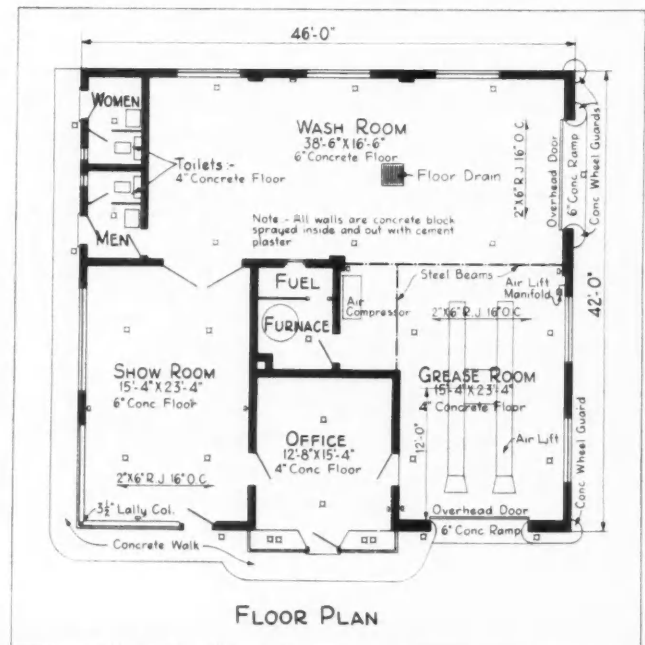 46'-0"
WOMEN
WASH ROOM
38'-6"X16'-6"
6"Concrete Floor
Toilets:-
4"Concrete Floor
Floor Drain
2"X6"R.J. 16"O.C.
Overhead Door
6"Conc Ramp
Conc Wheel Guards
Note:- All walls are concrete block
sprayed inside and out with cement
plaster
MEN
42'-0"
FUEL
Steel Beams
Air Lift
Manifold
Air
Compressor
2"X6"R.J. 16"O.C.
FURNACE
SHOW ROOM
15'-4"X23'-4"
6"Conc Floor
GREASE ROOM
15'-4"X23'-4"
4"Concrete Floor
OFFICE
12'-8"X15'-4"
4"Conc Floor
12'-0"
Air Lift
Conc Wheel Guard
2"X6"R.J. 16"O.C.
3½" Lally Col.
Overhead Door
6"Conc Ramp
Concrete Walk
FLOOR PLAN